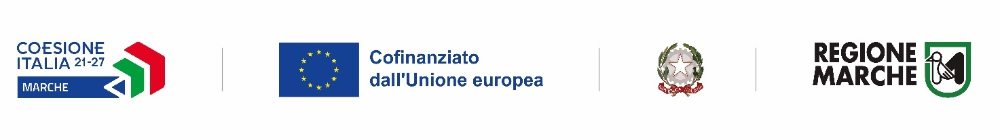 COESIONE
ITALIA 21-27
MARCHE
Cofinanziato
dall'Unione europea
REGIONE
MARCHE